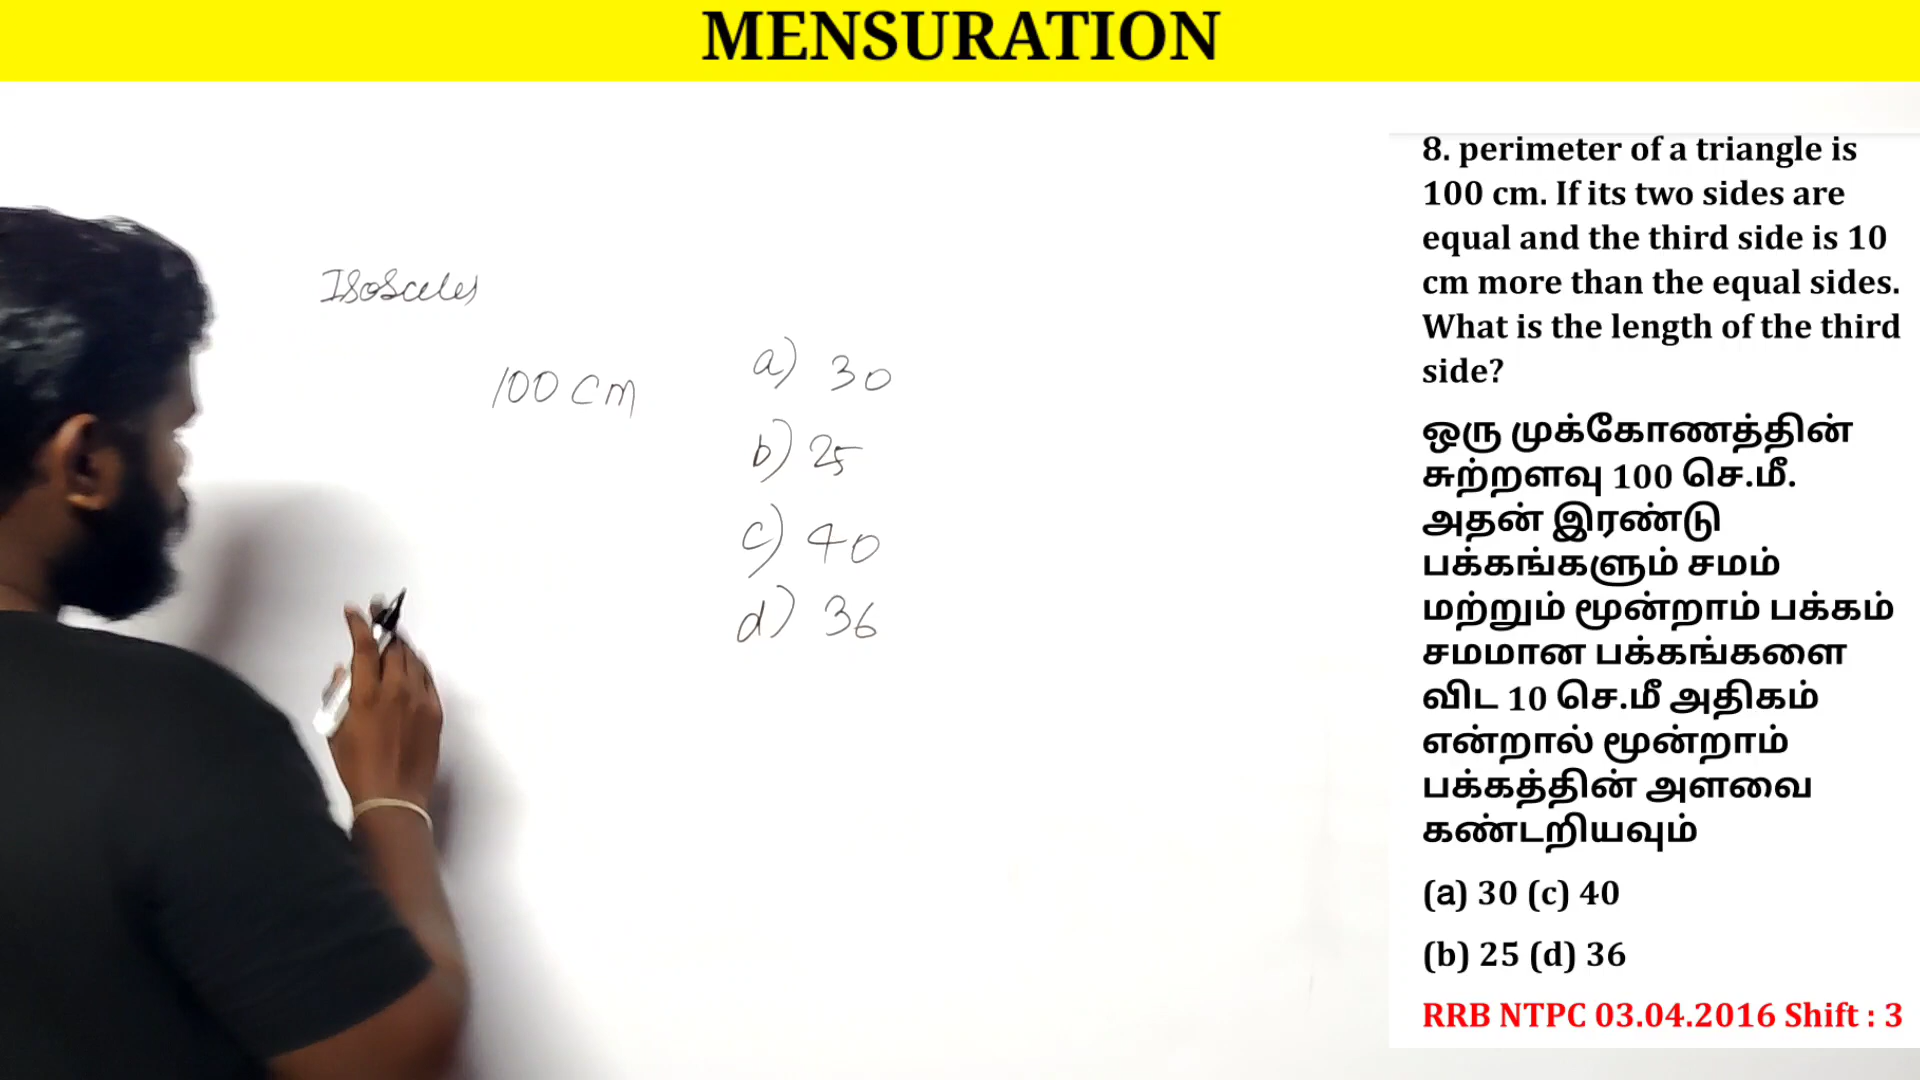 MENSURATION
Isosceles
100 cm
a) 30
b) 25
c) 40
d) 36
8. perimeter of a triangle is
100 cm. If its two sides are
equal and the third side is 10
cm more than the equal sides.
What is the length of the third
side?
ஒரு முக்கோணத்தின்
சுற்றளவு 100 செ.மீ.
அதன் இரண்டு
பக்கங்களும் சமம்
மற்றும் மூன்றாம் பக்கம்
சமமான பக்கங்களை
விட 10 செ.மீ அதிகம்
என்றால் மூன்றாம்
பக்கத்தின் அளவை
கண்டறியவும்
(a) 30 (c) 40
(b) 25 (d) 36
RRB NTPC 03.04.2016 Shift : 3